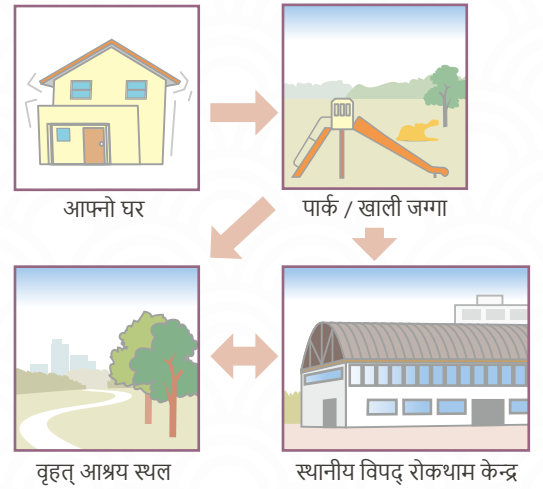 आफ्नो घर
पार्क / खाली जग्गा
वृहत् आश्रय स्थल
स्थानीय विपद् रोकथाम केन्द्र